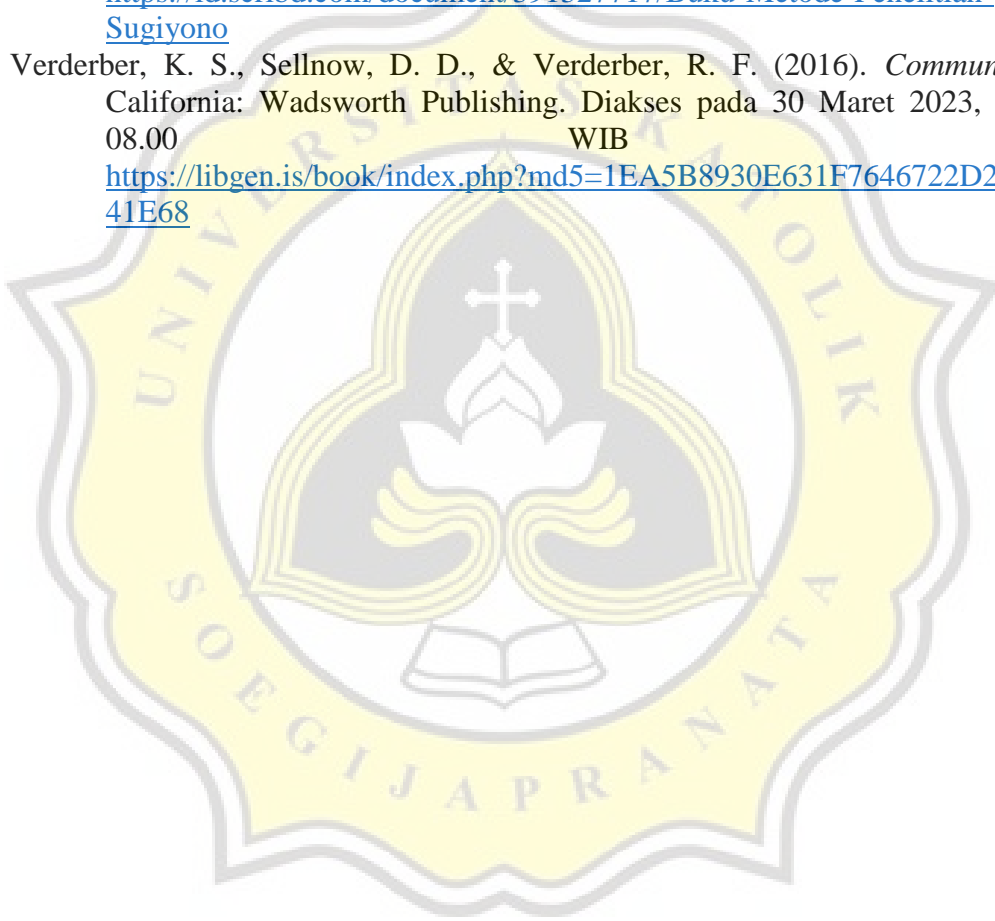 Sugiyono
Verderber, K. S., Sellnow, D. D., & Verderber, R. F. (2016).
California: Wadsworth Publishing. Diakses pada 30 Maret 2023,
08.00 WIB
https://libgen.is/book/index.php?md5=1EA5B8930E631F7646722D2
41E68
UNIVERSITAS KATOLIK
SOEGIJAPRANATA